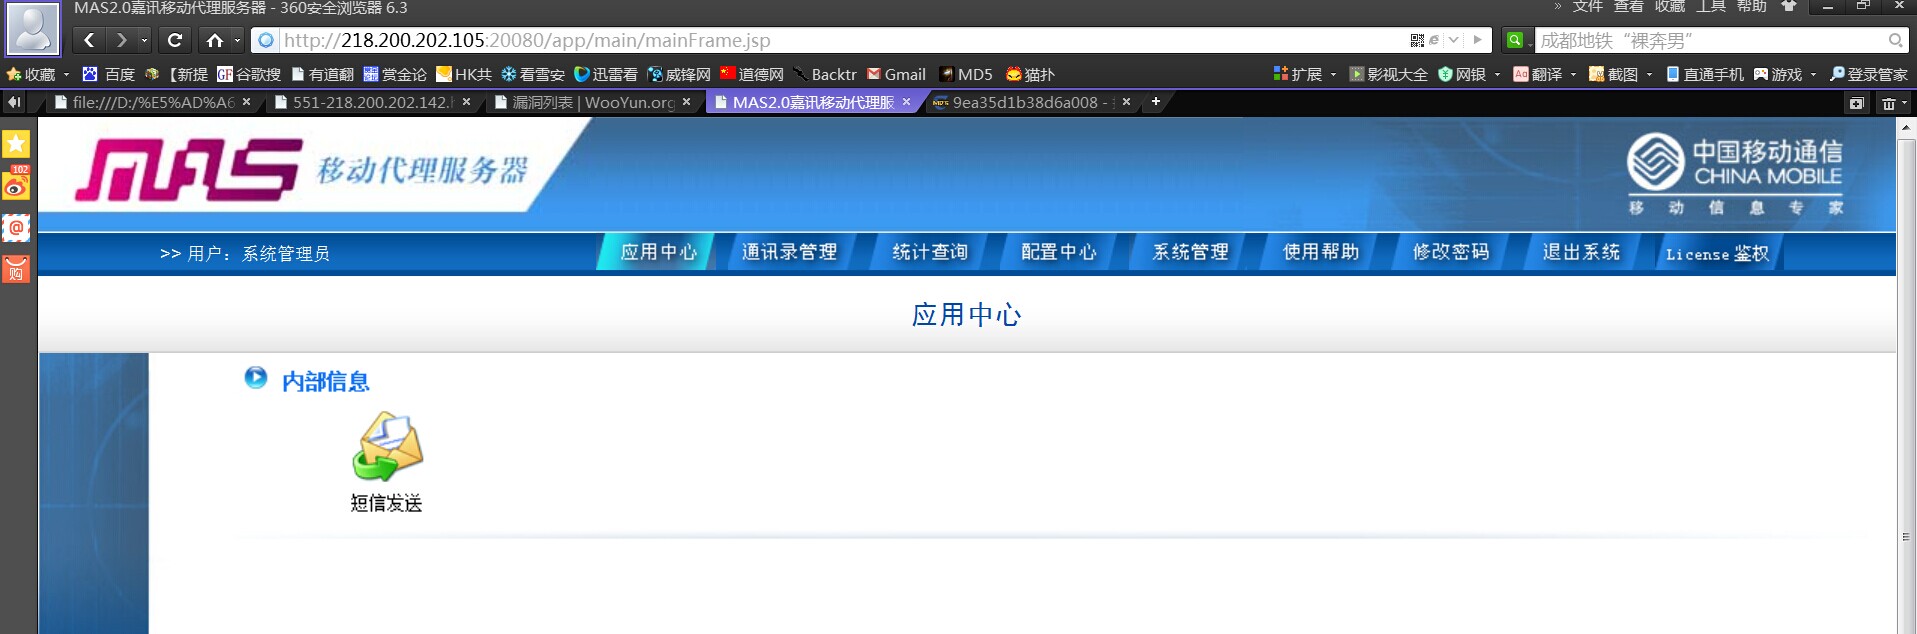 MAS2.0嘉讯移动代理服务器 - 360安全浏览器 6.3
» 文件 查看 收藏 工具 帮助
http://218.200.202.105:20080/app/main/mainFrame.jsp
成都地铁“裸奔男”
收藏 百度 【新提 GF 谷歌搜 有道翻 赏金论 HK共 看雪安 迅雷看 威锋网 道德网 Backtr Gmail MD5 猫扑 扩展 影视大全 网银 Aa 翻译 截图 直通手机 游戏 登录管家
file:///D:/%E5%AD%A6 551-218.200.202.142. 漏洞列表 | WooYun.org MAS2.0嘉讯移动代理服 9ea35d1b38d6a008 -
102
@
购
MAS 移动代理服务器
中国移动通信
CHINA MOBILE
移动信息专家
>> 用户：系统管理员
应用中心 通讯录管理 统计查询 配置中心 系统管理 使用帮助 修改密码 退出系统 License 鉴权
应用中心
内部信息
短信发送